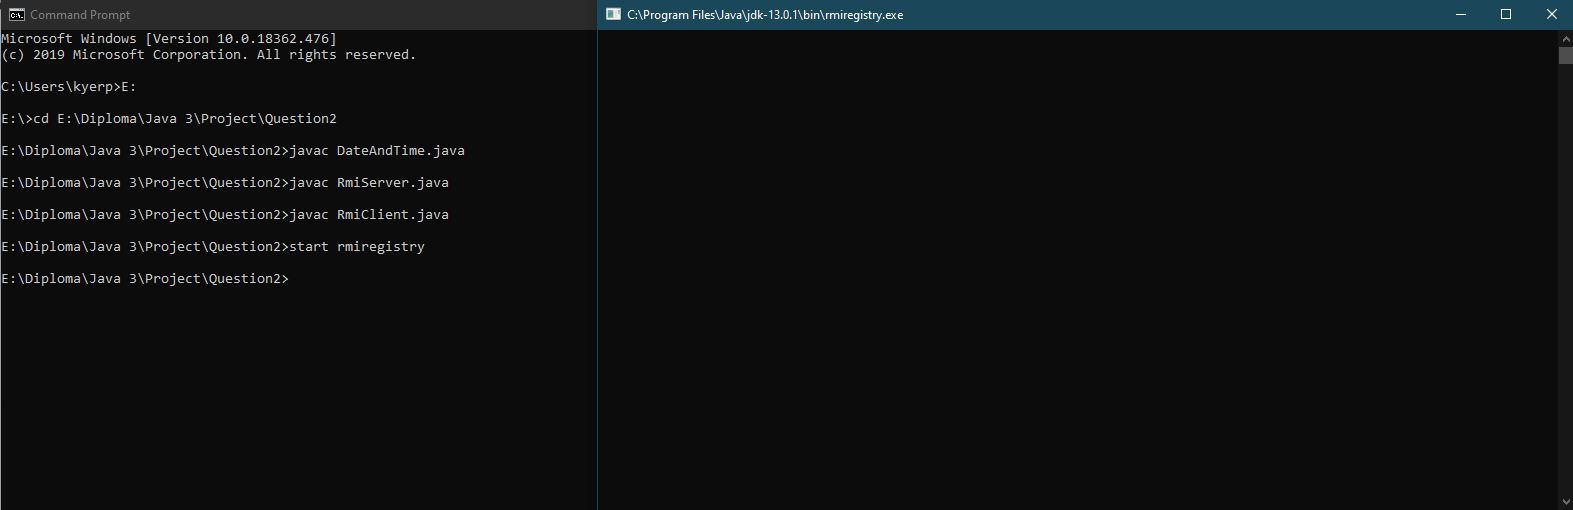 Command Prompt
Microsoft Windows [Version 10.0.18362.476]
(c) 2019 Microsoft Corporation. All rights reserved.
C:\Users\kyerp>E:
E:\>cd E:\Diploma\Java 3\Project\Question2
E:\Diploma\Java 3\Project\Question2>javac DateAndTime.java
E:\Diploma\Java 3\Project\Question2>javac RmiServer.java
E:\Diploma\Java 3\Project\Question2>javac RmiClient.java
E:\Diploma\Java 3\Project\Question2>start rmiregistry
E:\Diploma\Java 3\Project\Question2>
C:\Program Files\Java\jdk-13.0.1\bin\rmiregistry.exe